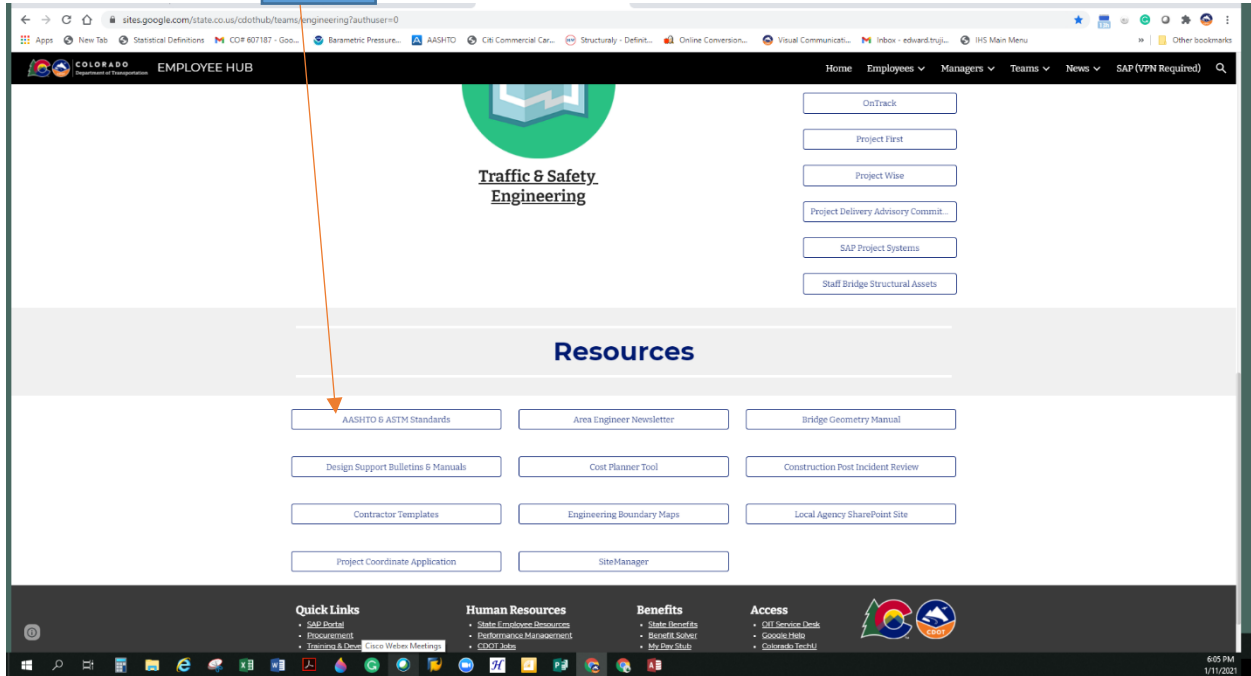 sites.google.com/state.co.us/cdothub/teams/engineering?authuser=0
Apps New Tab Statistical Definitions CO# 607187 - Goo... Barametric Pressure... AASHTO Citi Commercial Car... Structuraly - Definit... Online Conversion... Visual Communicati... Inbox - edward.truji... IHS Main Menu » Other bookmarks
COLORADO
Department of Transportation
EMPLOYEE HUB
Home Employees Managers Teams News SAP (VPN Required)
OnTrack
Project First
Traffic & Safety
Engineering
Project Wise
Project Delivery Advisory Commit...
SAP Project Systems
Staff Bridge Structural Assets
Resources
AASHTO & ASTM Standards Area Engineer Newsletter Bridge Geometry Manual
Design Support Bulletins & Manuals Cost Planner Tool Construction Post Incident Review
Contractor Templates Engineering Boundary Maps Local Agency SharePoint Site
Project Coordinate Application SiteManager
Quick Links Human Resources Benefits Access
SAP Portal State Employee Resources State Benefits OIT Service Desk
Procurement Performance Management Benefit Solver Google Help
Training & Deve CDOT Jobs My Pay Stub Colorado TechU
Cisco Webex Meetings
CDOT
6:05 PM
1/11/2021